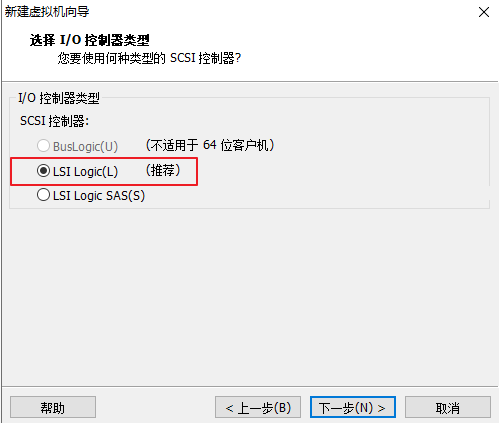 新建虚拟机向导
选择 I/O 控制器类型
您要使用何种类型的 SCSI 控制器?
I/O 控制器类型
SCSI 控制器:
BusLogic(U) (不适用于 64 位客户机)
LSI Logic(L) (推荐)
LSI Logic SAS(S)
帮助 < 上一步(B) 下一步(N) > 取消